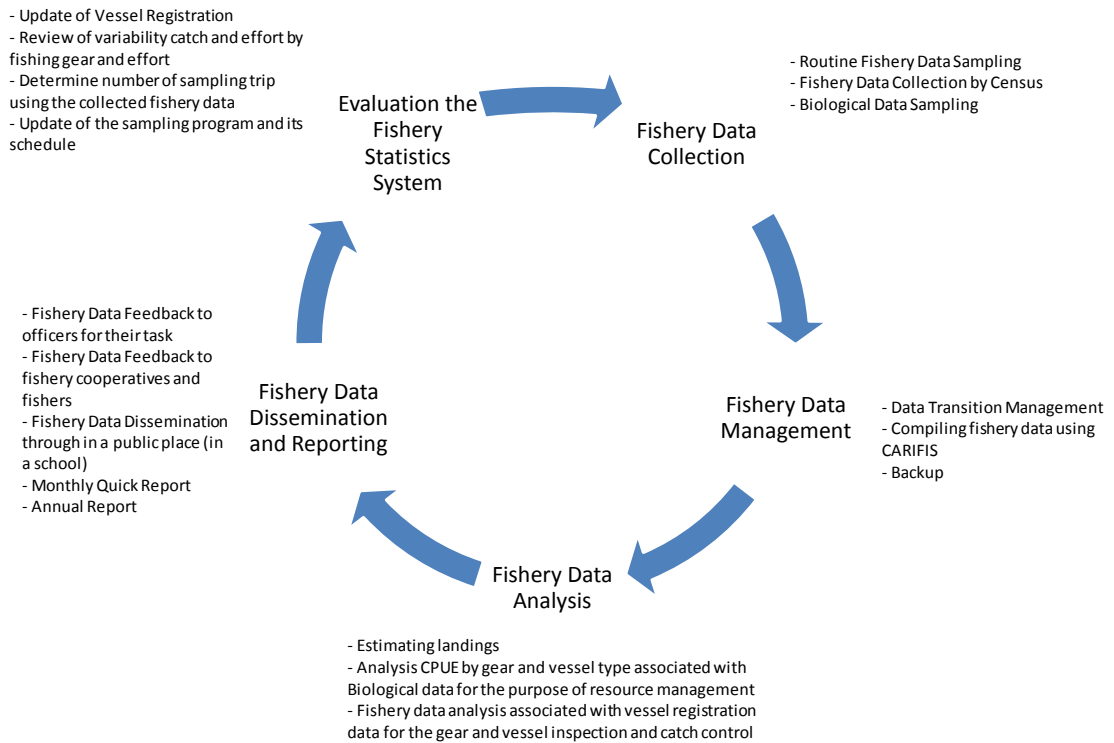 - Update of Vessel Registration
- Review of variability catch and effort by
fishing gear and effort
- Determine number of sampling trip
using the collected fishery data
- Update of the sampling program and its
schedule
Evaluation the
Fishery
Statistics
System
Fishery Data
Collection
- Routine Fishery Data Sampling
- Fishery Data Collection by Census
- Biological Data Sampling
Fishery Data
Management
- Data Transition Management
- Compiling fishery data using
CARIFIS
- Backup
Fishery Data
Analysis
- Estimating landings
- Analysis CPUE by gear and vessel type associated with
Biological data for the purpose of resource management
- Fishery data analysis associated with vessel registration
data for the gear and vessel inspection and catch control
Fishery Data
Dissemination
and Reporting
- Fishery Data Feedback to
officers for their task
- Fishery Data Feedback to
fishery cooperatives and
fishers
- Fishery Data Dissemination
through in a public place (in
a school)
- Monthly Quick Report
- Annual Report